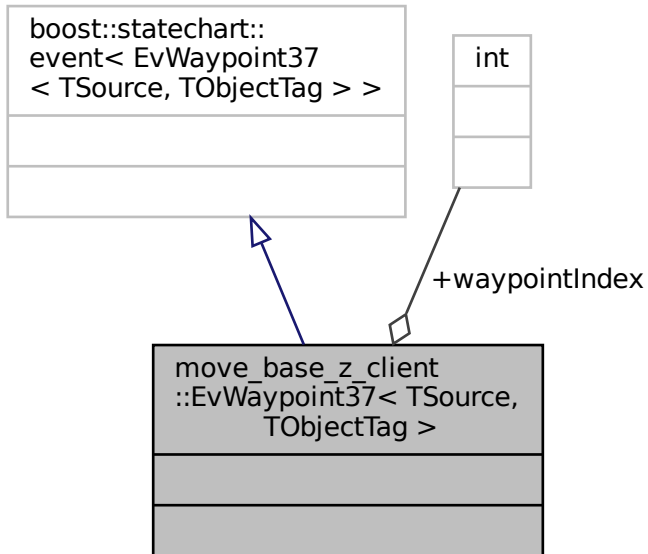 boost::statechart::
event< EvWaypoint37
< TSource, TObjectTag > >
int
+waypointIndex
move_base_z_client
::EvWaypoint37< TSource,
TObjectTag >